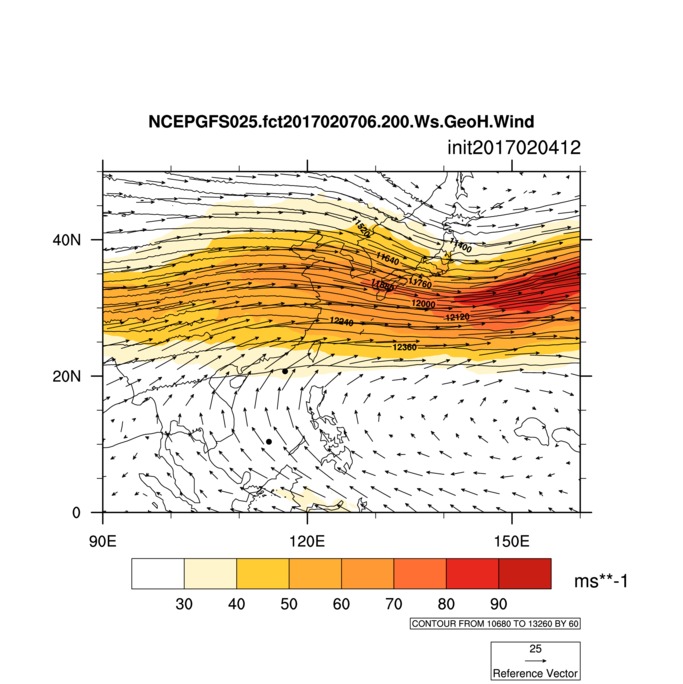 NCEPGFS025.fct2017020706.200.Ws.GeoH.Wind
init2017020412
40N
20N
0
90E 120E 150E
11520
11400
11640
11760
11880
12000
12120
12240
12360
30 40 50 60 70 80 90
ms**-1
CONTOUR FROM 10680 TO 13260 BY 60
25
Reference Vector